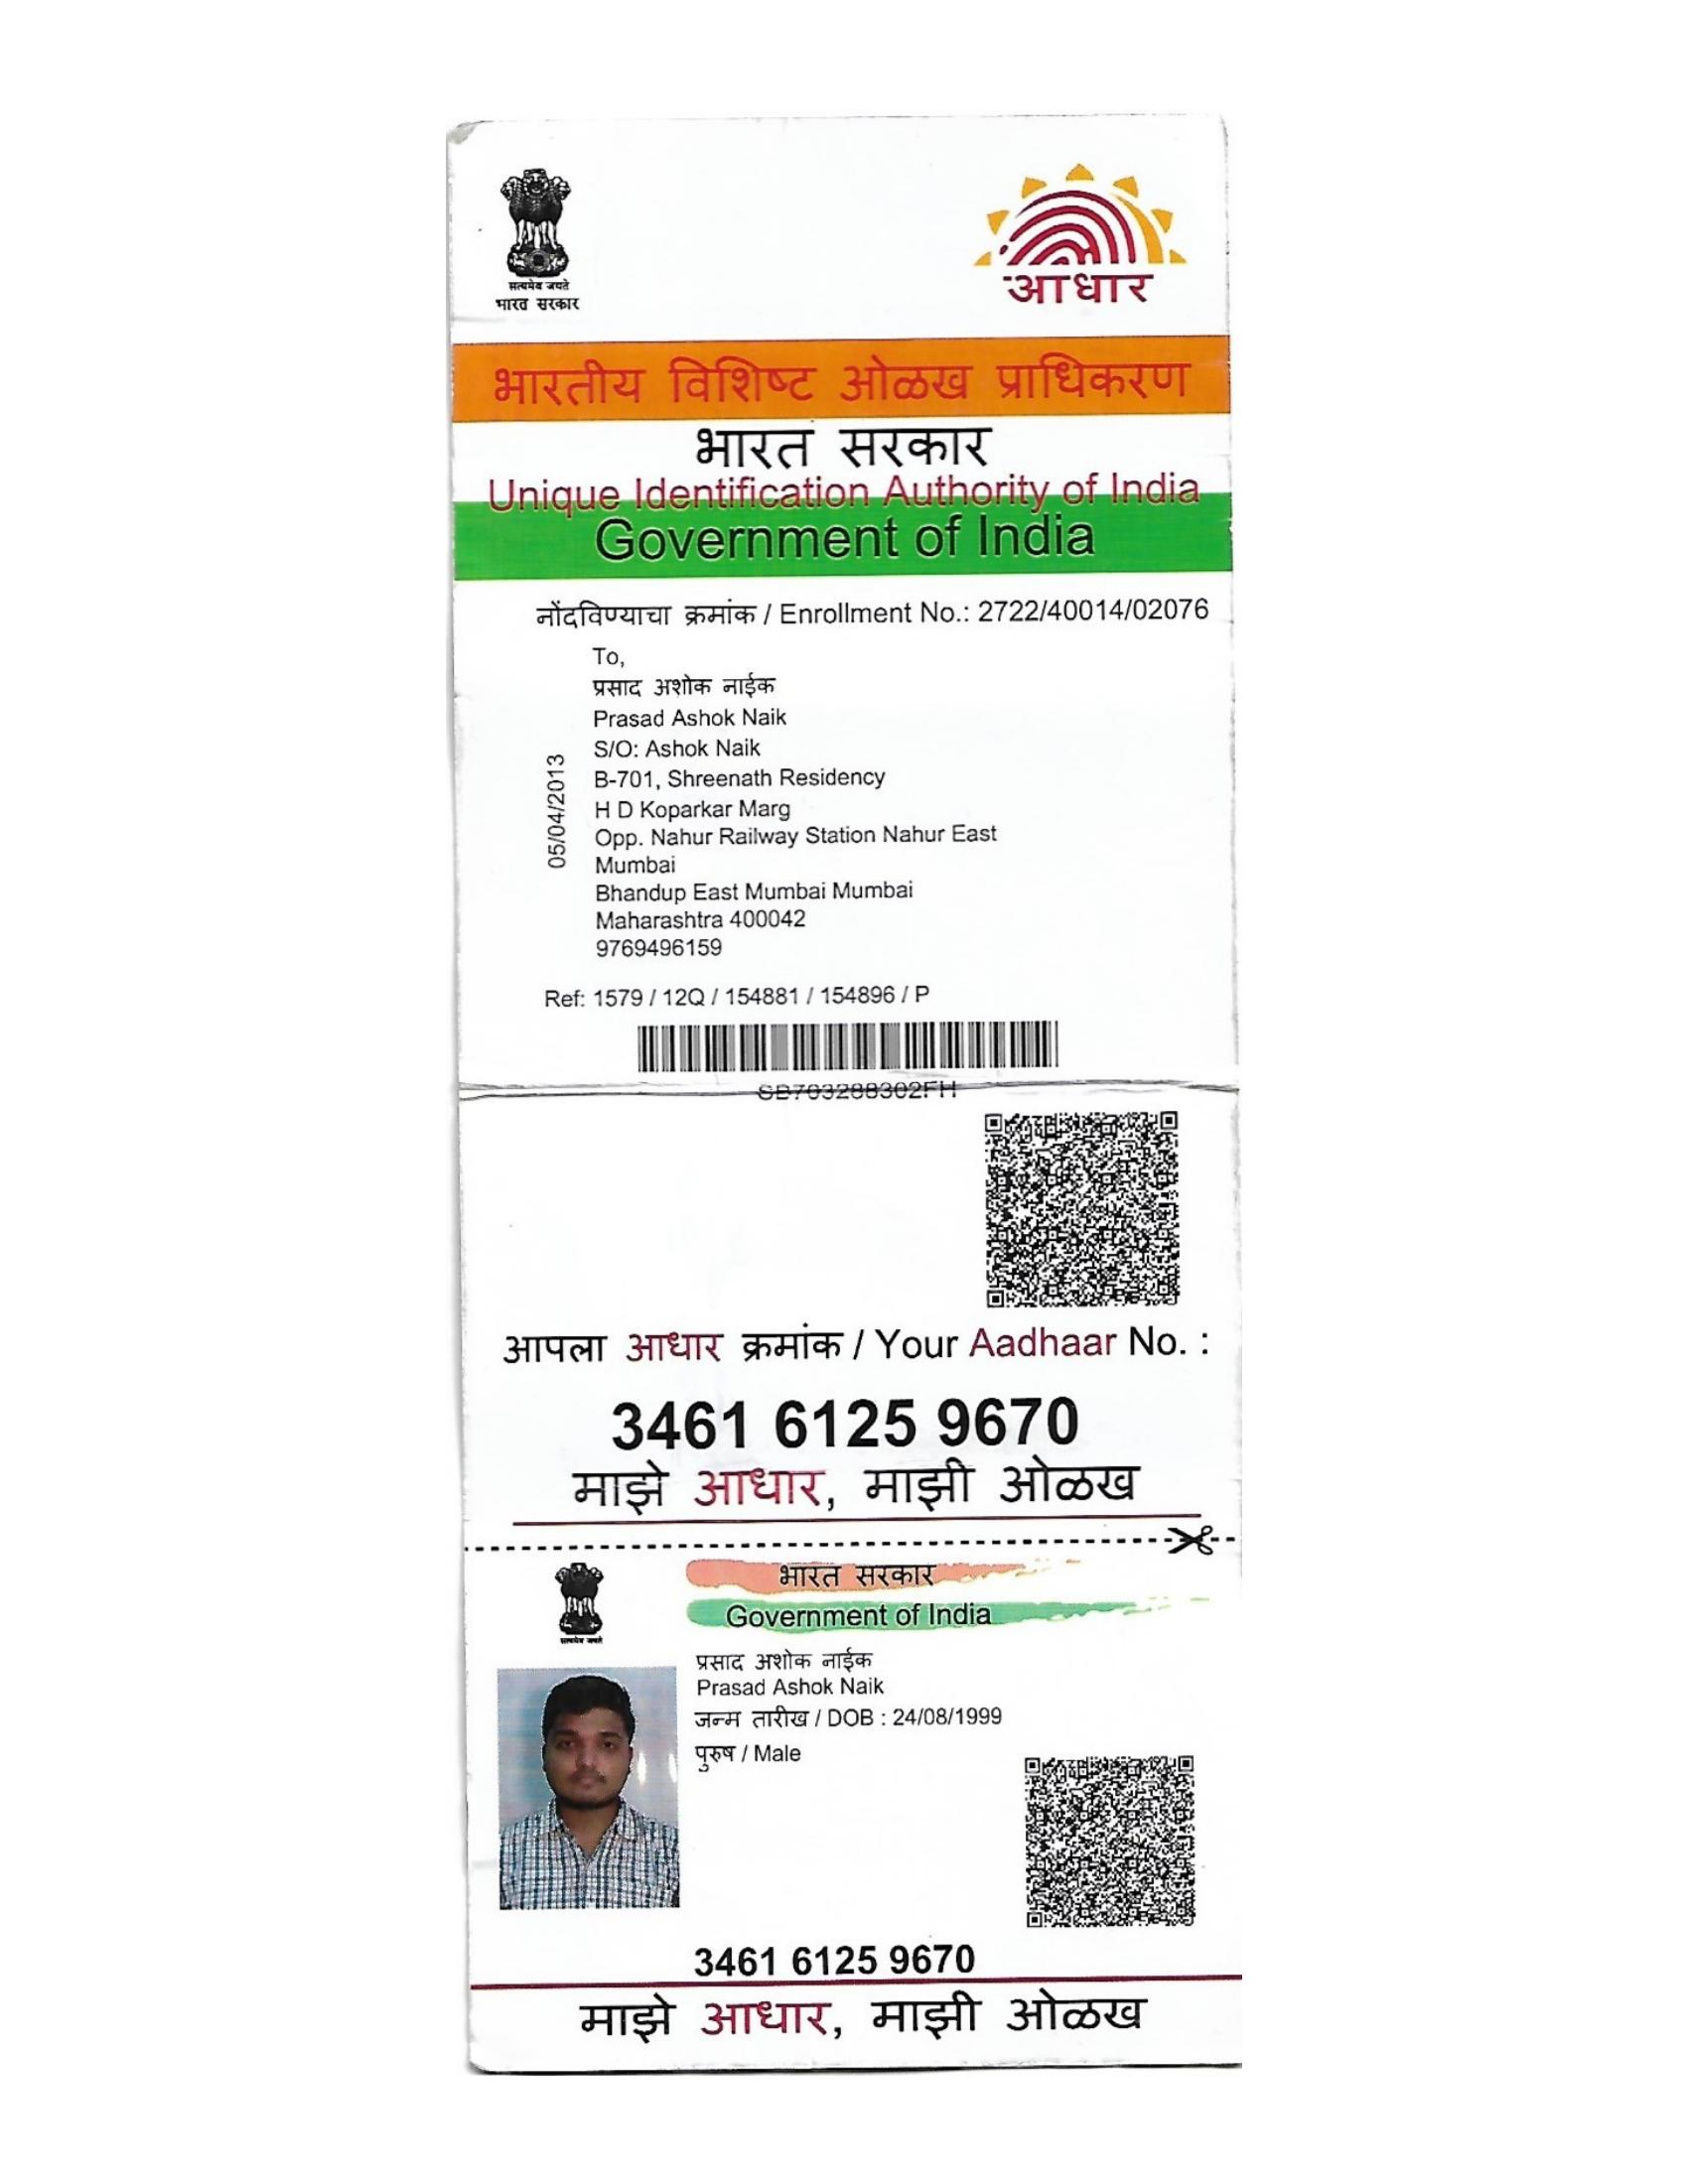 सत्यमेव जयते
भारत सरकार
आधार
भारतीय विशिष्ट ओळख प्राधिकरण
भारत सरकार
Unique Identification Authority of India
Government of India
नोंदविण्याचा क्रमांक / Enrollment No.: 2722/40014/02076
To,
प्रसाद अशोक नाईक
Prasad Ashok Naik
S/O: Ashok Naik
B-701, Shreenath Residency
H D Koparkar Marg
Opp. Nahur Railway Station Nahur East
Mumbai
Bhandup East Mumbai Mumbai
Maharashtra 400042
9769496159
05/04/2013
Ref: 1579 / 12Q / 154881 / 154896 / P
SB703288302FH
आपला आधार क्रमांक / Your Aadhaar No. :
3461 6125 9670
माझे आधार, माझी ओळख
भारत सरकार
Government of India
सत्यमेव जयते
प्रसाद अशोक नाईक
Prasad Ashok Naik
जन्म तारीख / DOB : 24/08/1999
पुरुष / Male
3461 6125 9670
माझे आधार, माझी ओळख